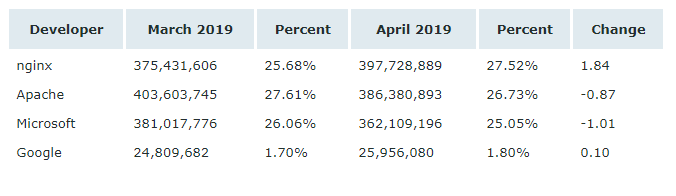 Developer March 2019 Percent April 2019 Percent Change
nginx 375,431,606 25.68% 397,728,889 27.52% 1.84
Apache 403,603,745 27.61% 386,380,893 26.73% -0.87
Microsoft 381,017,776 26.06% 362,109,196 25.05% -1.01
Google 24,809,682 1.70% 25,956,080 1.80% 0.10